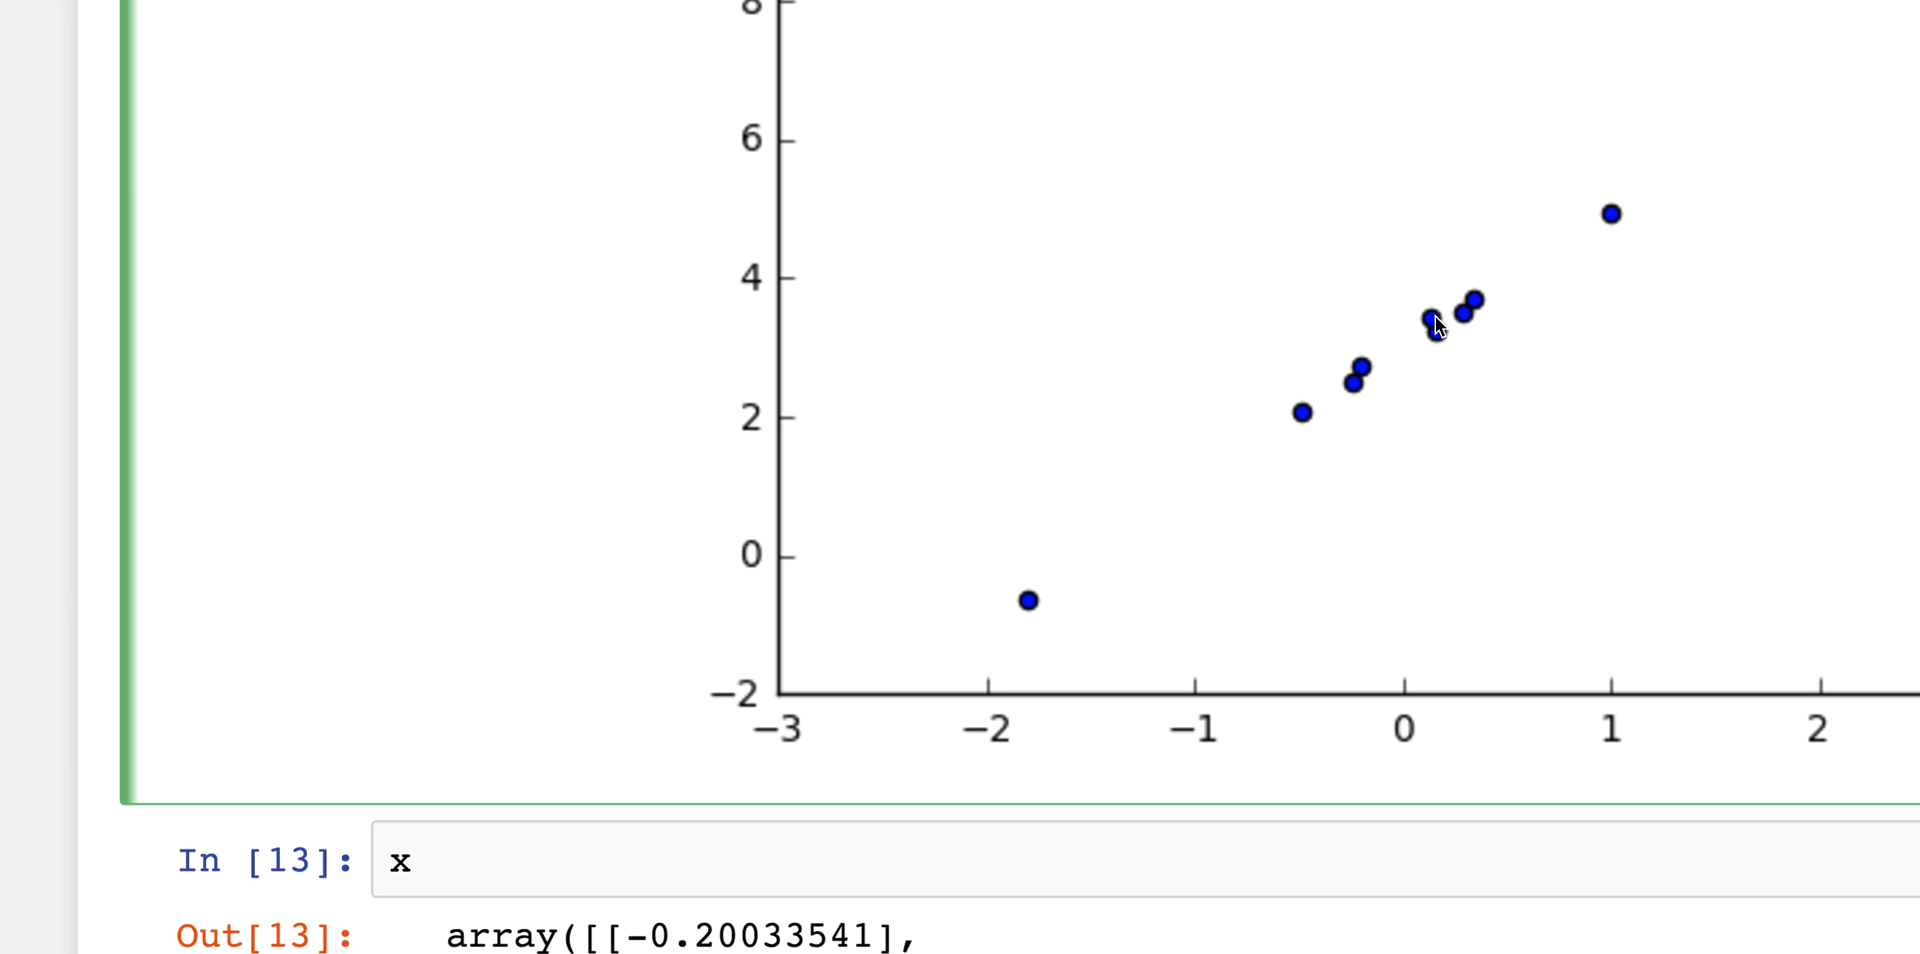 8
6
4
2
0
−2
−3 −2 −1 0 1 2
In [13]: x
Out[13]: array([[-0.20033541],